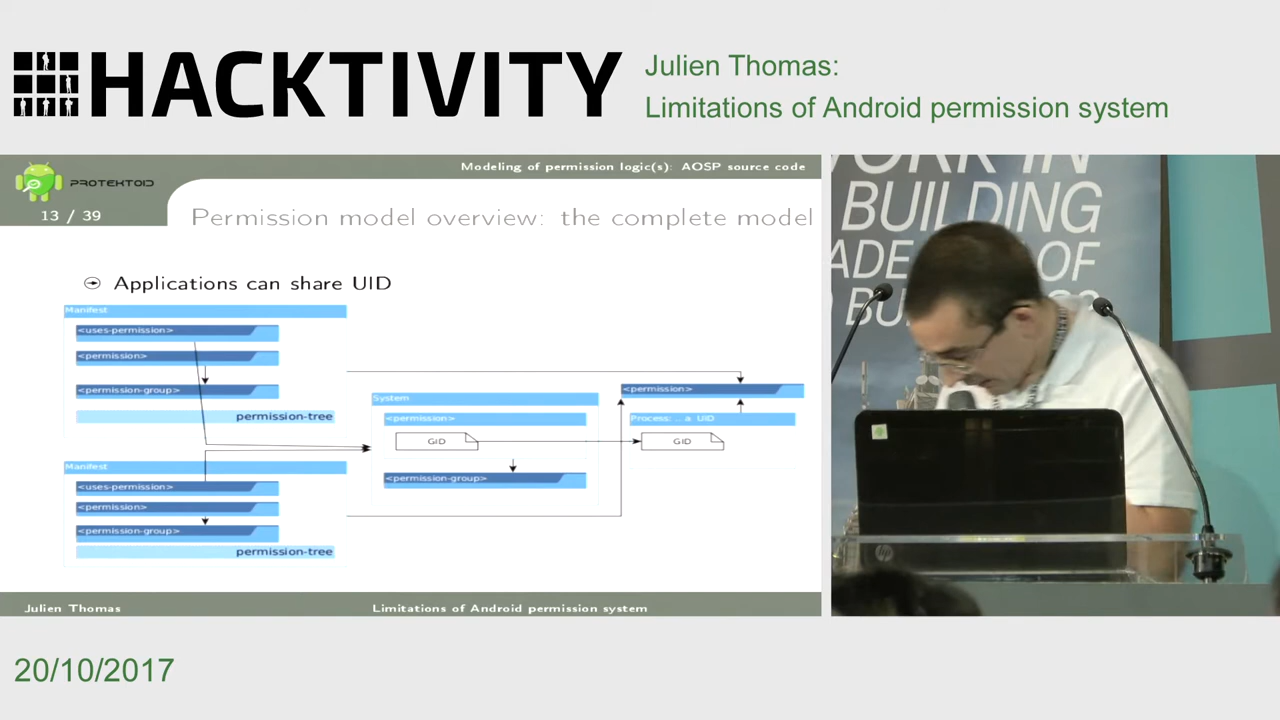 HACKTIVITY
Julien Thomas:
Limitations of Android permission system
PROTEKTOID
13 / 39
Modeling of permission logic(s): AOSP source code
Permission model overview: the complete model
Applications can share UID
Manifest
<uses-permission>
<permission>
<permission-group>
permission-tree
Manifest
<uses-permission>
<permission>
<permission-group>
permission-tree
System
<permission>
GID
<permission-group>
<permission>
Process: .. a UID
GID
Julien Thomas
Limitations of Android permission system
WORK IN
BUILDING
OF
hp
20/10/2017